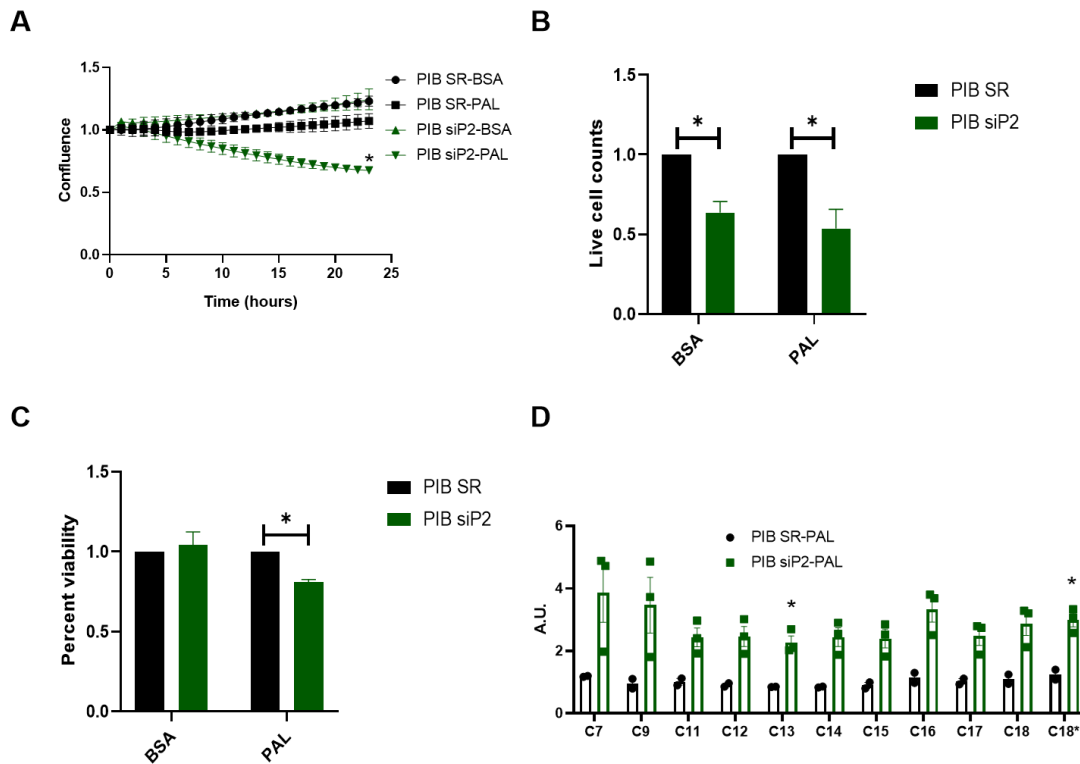 A
1.5
1.0
0.5
0.0
Confluence
0
5
10
15
20
25
Time (hours)
*
PIB SR-BSA
PIB SR-PAL
PIB siP2-BSA
PIB siP2-PAL
B
1.5
1.0
0.5
0.0
Live cell counts
*
*
BSA
PAL
PIB SR
PIB siP2
C
1.5
1.0
0.5
0.0
Percent viability
*
BSA
PAL
PIB SR
PIB siP2
D
6
4
2
0
A.U.
PIB SR-PAL
PIB siP2-PAL
*
*
C7 C9 C11 C12 C13 C14 C15 C16 C17 C18 C18*